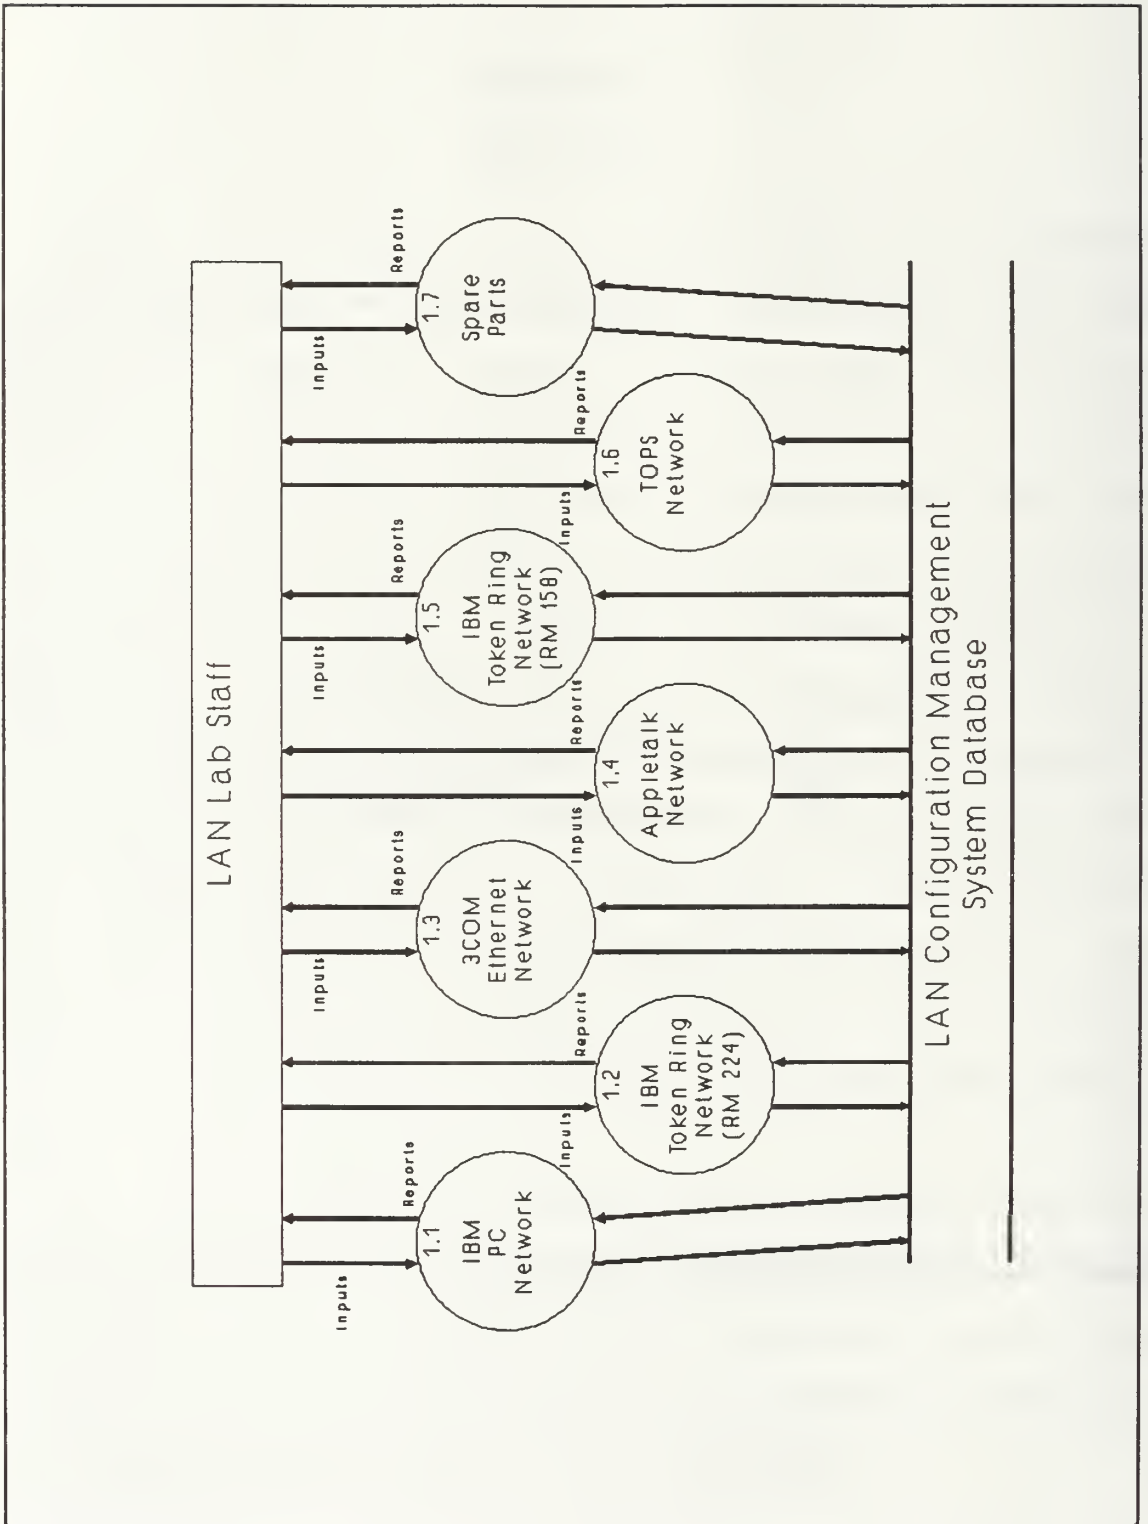 LAN Lab Staff
Inputs
Reports
1.1
IBM
PC
Network
Inputs
Reports
1.2
IBM
Token Ring
Network
(RM 224)
Inputs
Reports
1.3
3COM
Ethernet
Network
Inputs
Reports
1.4
Appletalk
Network
Inputs
Reports
1.5
IBM
Token Ring
Network
(RM 158)
Inputs
Reports
1.6
TOPS
Network
Inputs
Reports
1.7
Spare
Parts
LAN Configuration Management
System Database